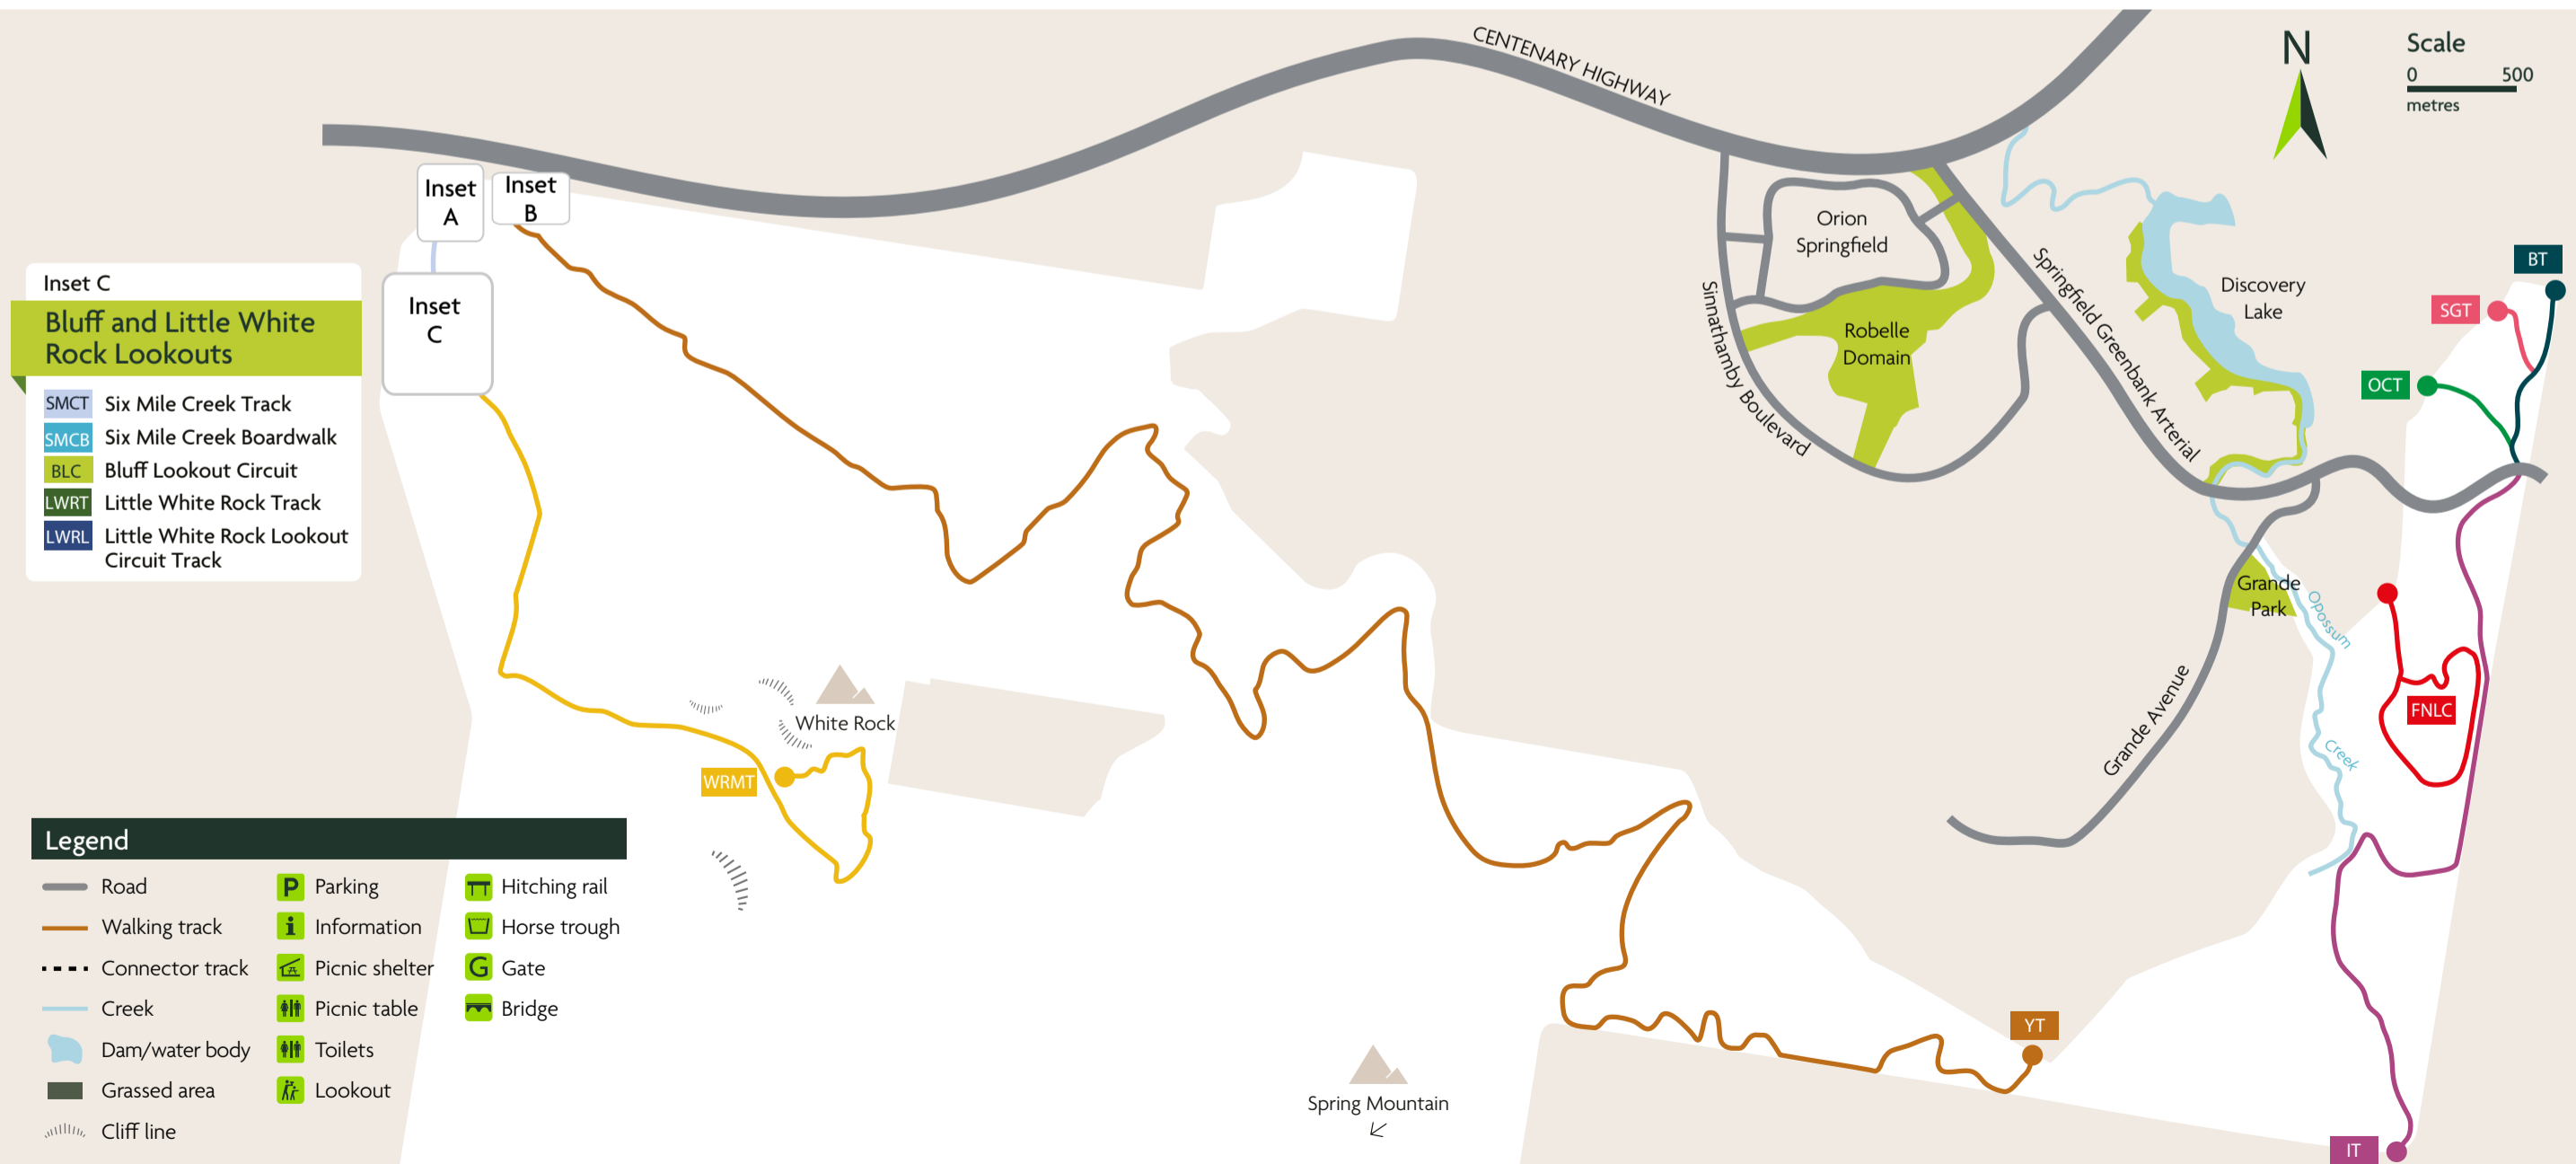 CENTENARY HIGHWAY
N
Scale
0 500
metres
Inset
A
Inset
B
Inset
C
Inset C
Bluff and Little White
Rock Lookouts
SMCT Six Mile Creek Track
SMCB Six Mile Creek Boardwalk
BLC Bluff Lookout Circuit
LWRT Little White Rock Track
LWRL Little White Rock Lookout
Circuit Track
Orion
Springfield
Robelle
Domain
Sinnathamby Boulevard
Springfield Greenbank Arterial
Discovery
Lake
BT
SGT
OCT
Grande
Park
Opossum
Creek
Grande Avenue
FNLC
White Rock
WRMT
YT
Spring Mountain
IT
Legend
Road
Walking track
Connector track
Creek
Dam/water body
Grassed area
Cliff line
P Parking
i Information
Picnic shelter
Picnic table
Toilets
Lookout
Hitching rail
Horse trough
G Gate
Bridge